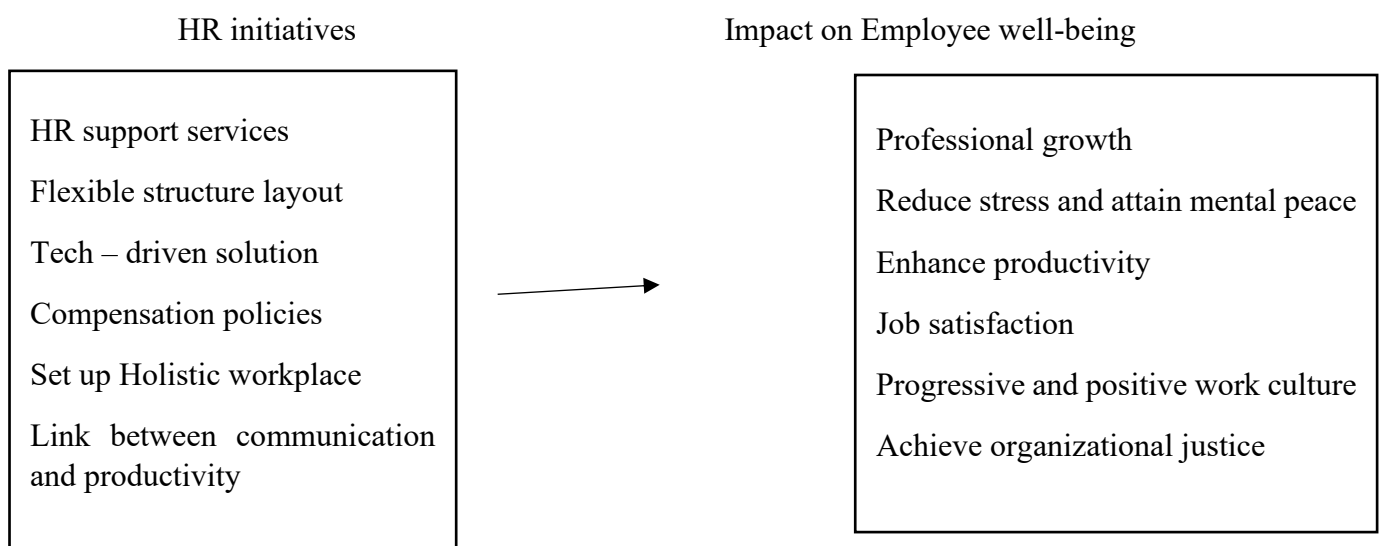 HR initiatives
Impact on Employee well-being
HR support services
Flexible structure layout
Tech – driven solution
Compensation policies
Set up Holistic workplace
Link between communication
and productivity
Professional growth
Reduce stress and attain mental peace
Enhance productivity
Job satisfaction
Progressive and positive work culture
Achieve organizational justice